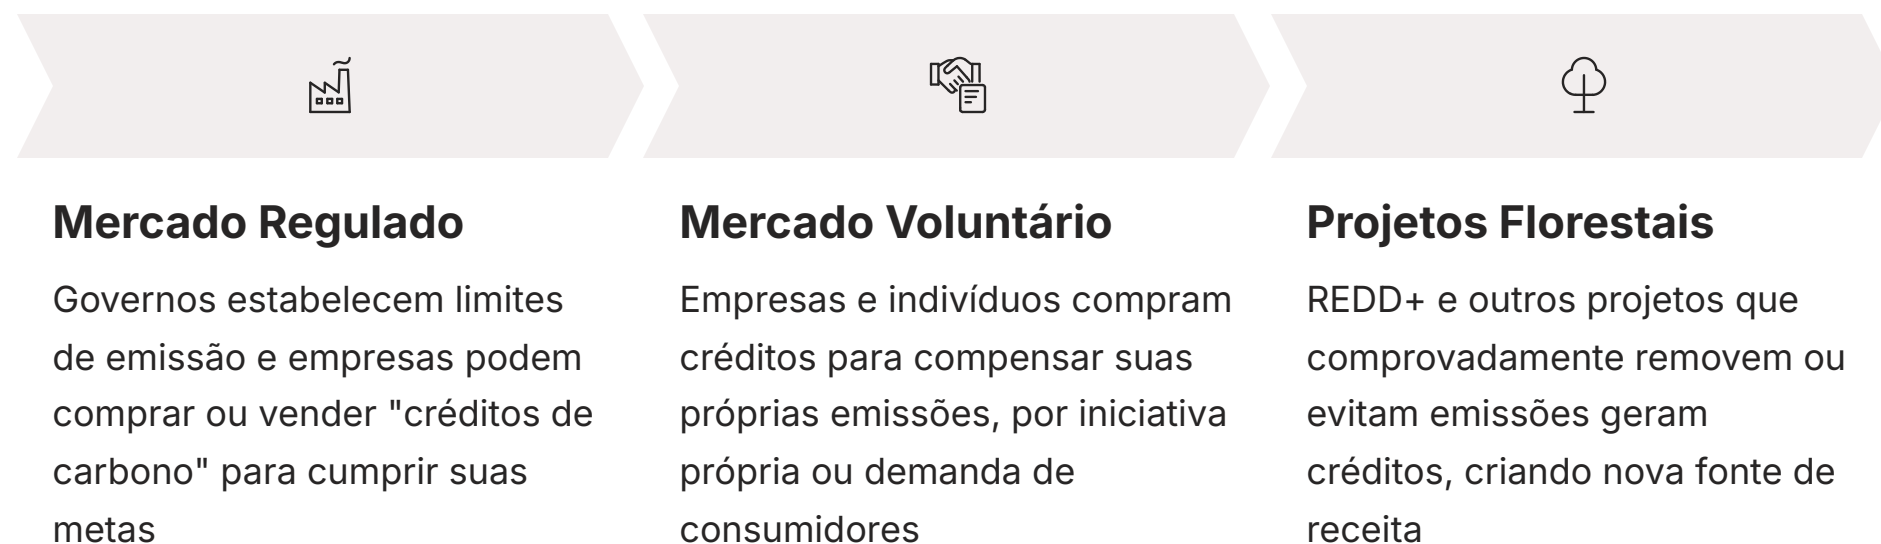 Mercado Regulado
Governos estabelecem limites
de emissão e empresas podem
comprar ou vender "créditos de
carbono" para cumprir suas
metas
Mercado Voluntário
Empresas e indivíduos compram
créditos para compensar suas
próprias emissões, por iniciativa
própria ou demanda de
consumidores
Projetos Florestais
REDD+ e outros projetos que
comprovadamente removem ou
evitam emissões geram
créditos, criando nova fonte de
receita